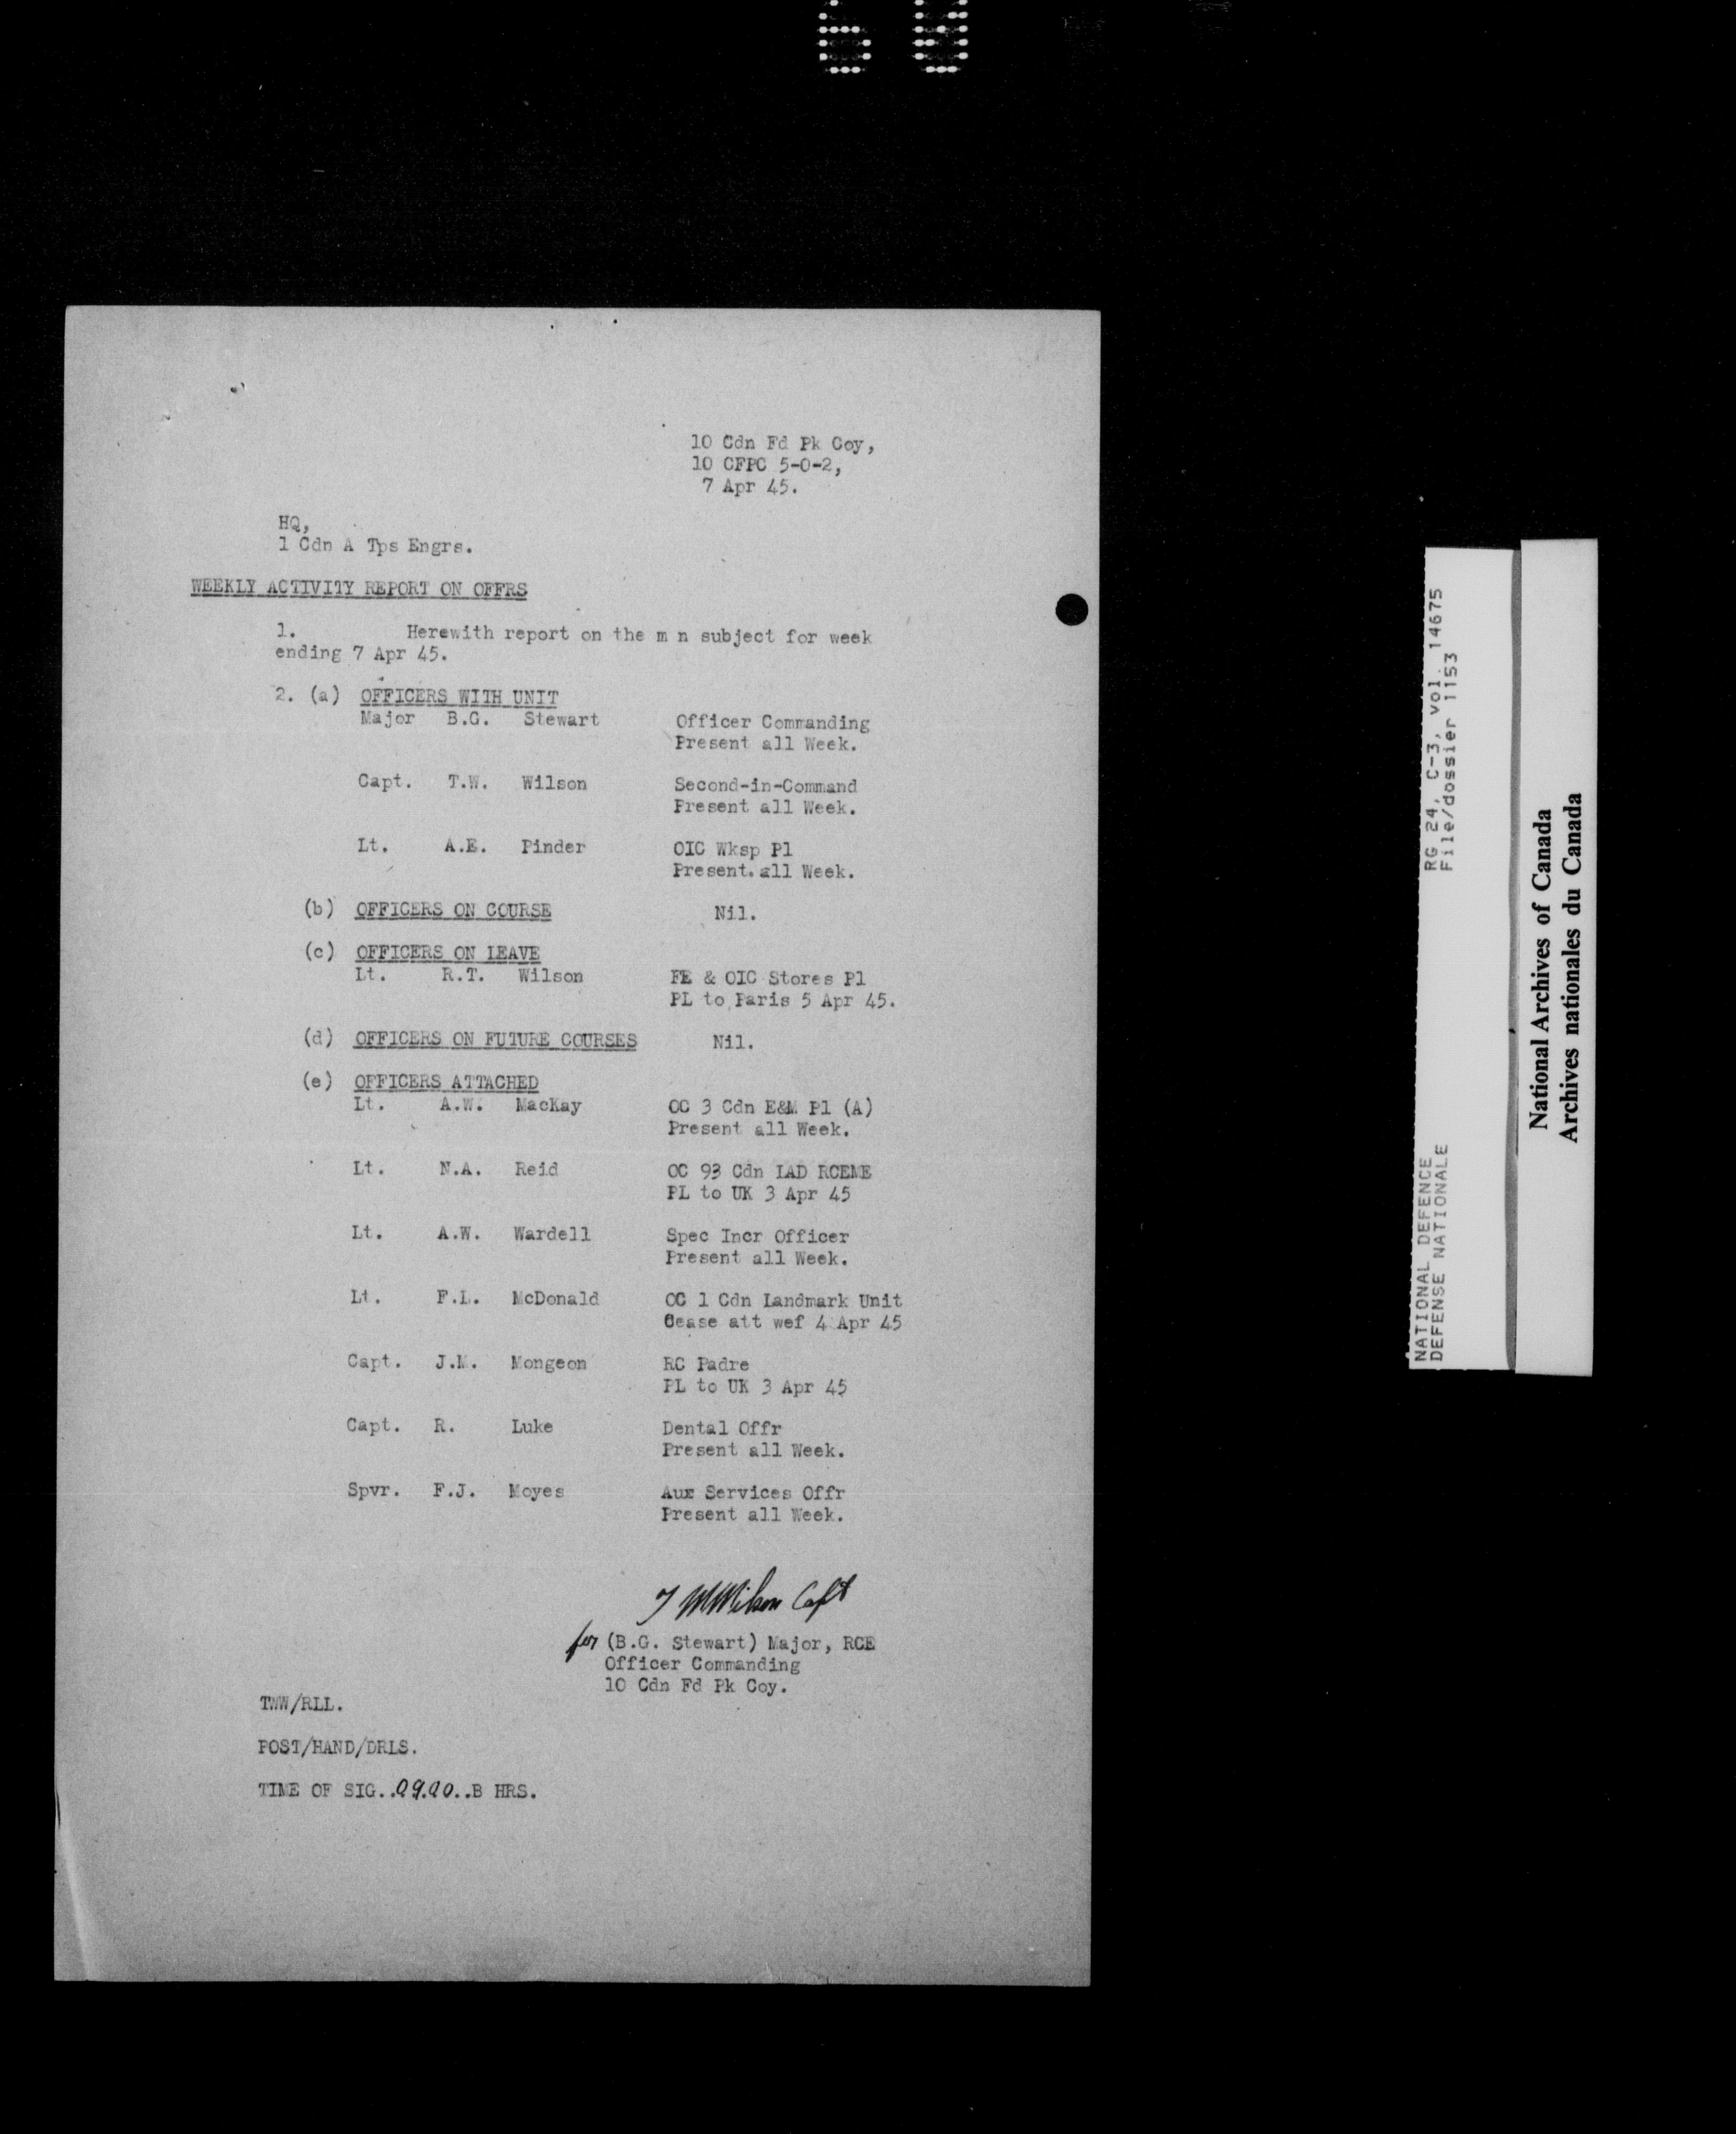 10 Cdn Fd Pk Coy,
10 CFPC 5-0-2,
7 Apr 45.
HQ,
1 Cdn A Tps Engrs.
WEEKLY ACTIVITY REPORT ON OFFRS
1. Herewith report on the m n subject for week
ending 7 Apr 45.
2. (a) OFFICERS WITH UNIT
Major B.G. Stewart Officer Commanding
Present all Week.
Capt. T.W. Wilson Second-in-Command
Present all Week.
Lt. A.E. Pinder OIC Wksp Pl
Present.all Week.
(b) OFFICERS ON COURSE Nil.
(c) OFFICERS ON LEAVE
Lt. R.T. Wilson FE & OIC Stores Pl
PL to Paris 5 Apr 45.
(d) OFFICERS ON FUTURE COURSES Nil.
(e) OFFICERS ATTACHED
Lt. A.W. MacKay OC 3 Cdn E&M Pl (A)
Present all Week.
Lt. N.A. Reid OC 93 Cdn LAD RCEME
PL to UK 3 Apr 45
Lt. A.W. Wardell Spec Incr Officer
Present all Week.
Lt. F.L. McDonald OC 1 Cdn Landmark Unit
Cease att wef 4 Apr 45
Capt. J.M. Mongeon RC Padre
PL to UK 3 Apr 45
Capt. R. Luke Dental Offr
Present all Week.
Spvr. F.J. Moyes Aux Services Offr
Present all Week.
T W Wilson Capt
for (B.G. Stewart) Major, RCE
Officer Commanding
10 Cdn Fd Pk Coy.
TWW/RLL.
POST/HAND/DRLS.
TIME OF SIG..09.00..B HRS.
NATIONAL DEFENCE RG 24, C-3, vol. 14675
DEFENSE NATIONALE File/dossier 1153
National Archives of Canada
Archives nationales du Canada